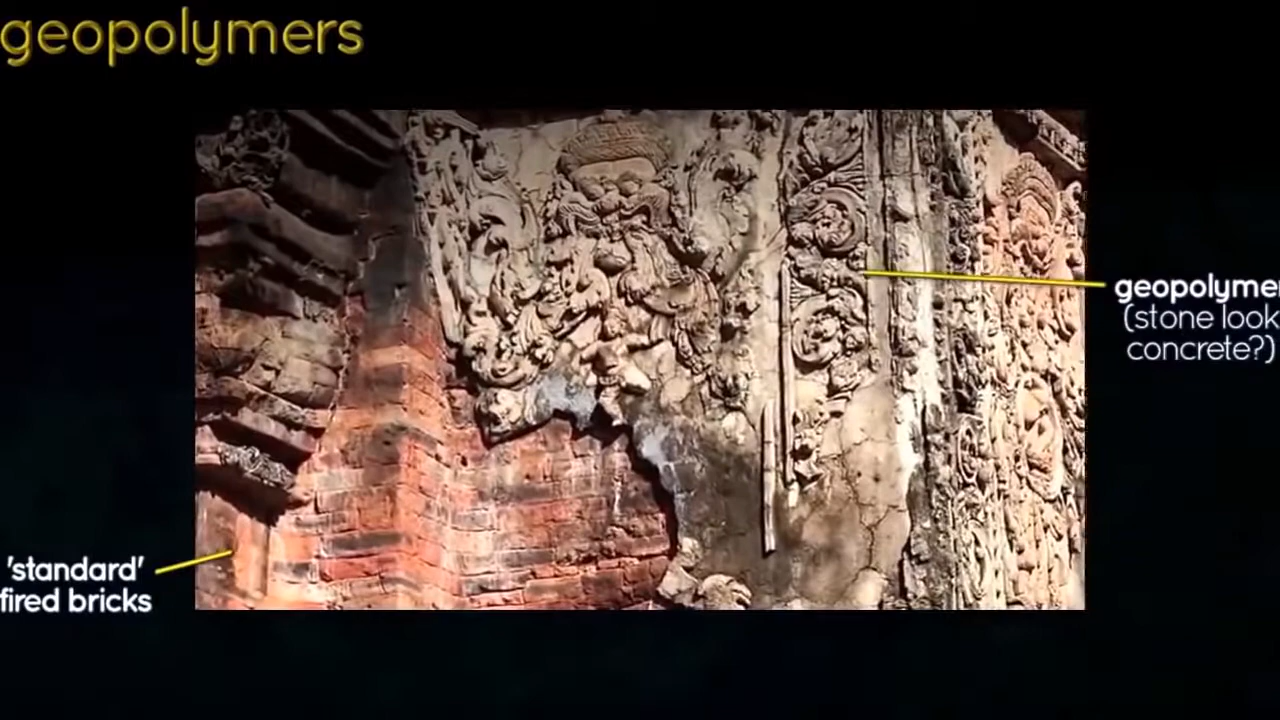 geopolymers
geopolymer
(stone look
concrete?)
'standard'
fired bricks